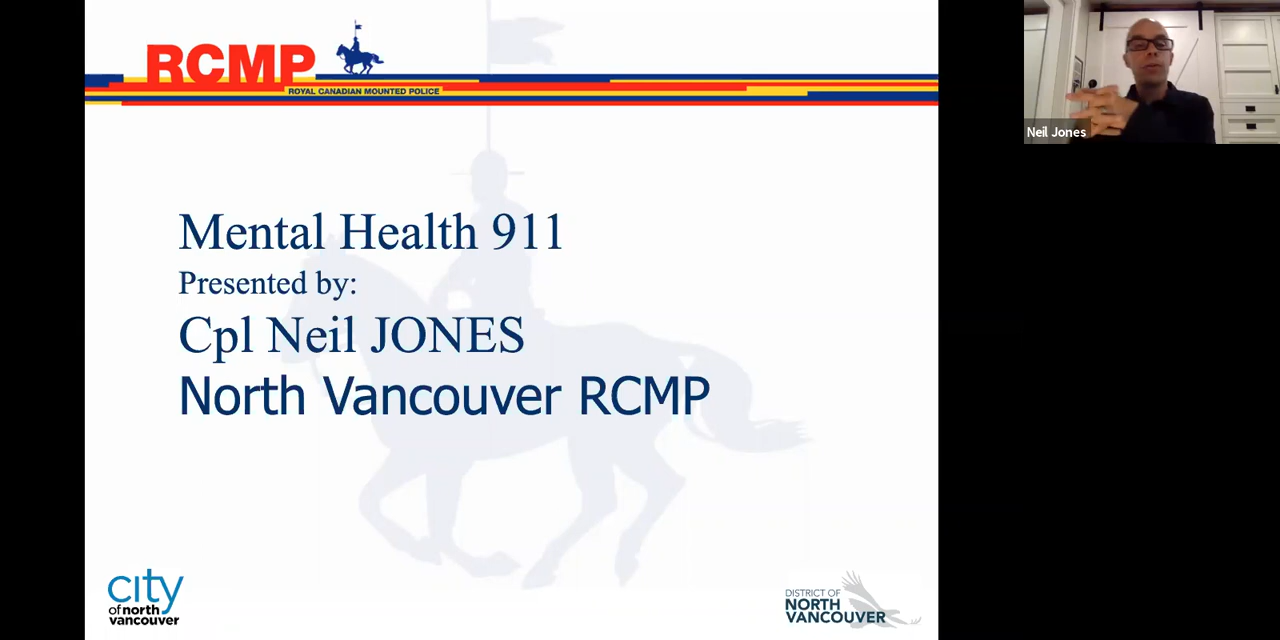 RCMP
ROYAL CANADIAN MOUNTED POLICE
Neil Jones
Mental Health 911
Presented by:
Cpl Neil JONES
North Vancouver RCMP
city
of north
vancouver
DISTRICT OF
NORTH
VANCOUVER